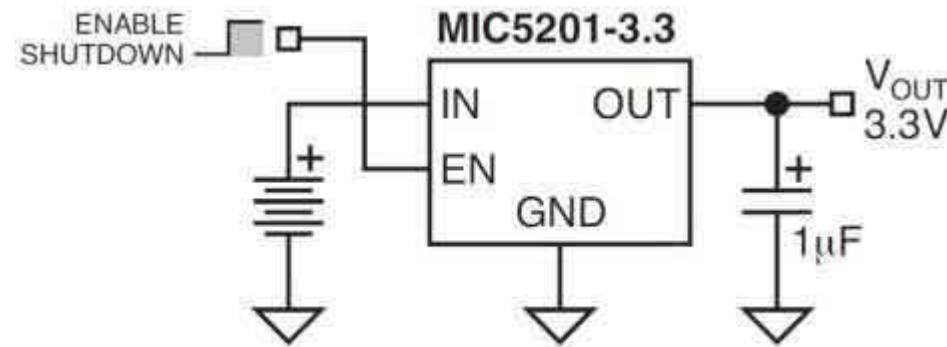 ENABLE
SHUTDOWN
MIC5201-3.3
IN
OUT
EN
GND
VOUT
3.3V
+
+
1µF